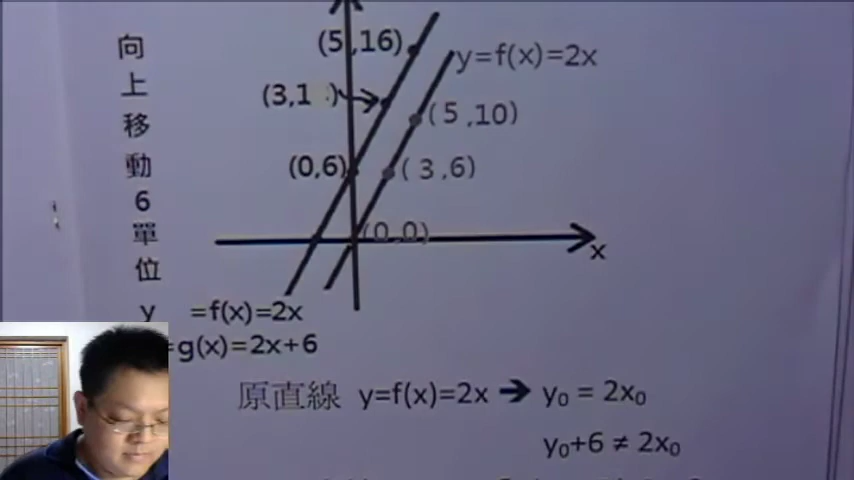 向上移動6單位
(5,16)
y=f(x)=2x
(3,1 )
(5,10)
(0,6)
(3,6)
(0,0)
x
y =f(x)=2x
=g(x)=2x+6
原直線 y=f(x)=2x ➔ y₀ = 2x₀
y₀+6 ≠ 2x₀